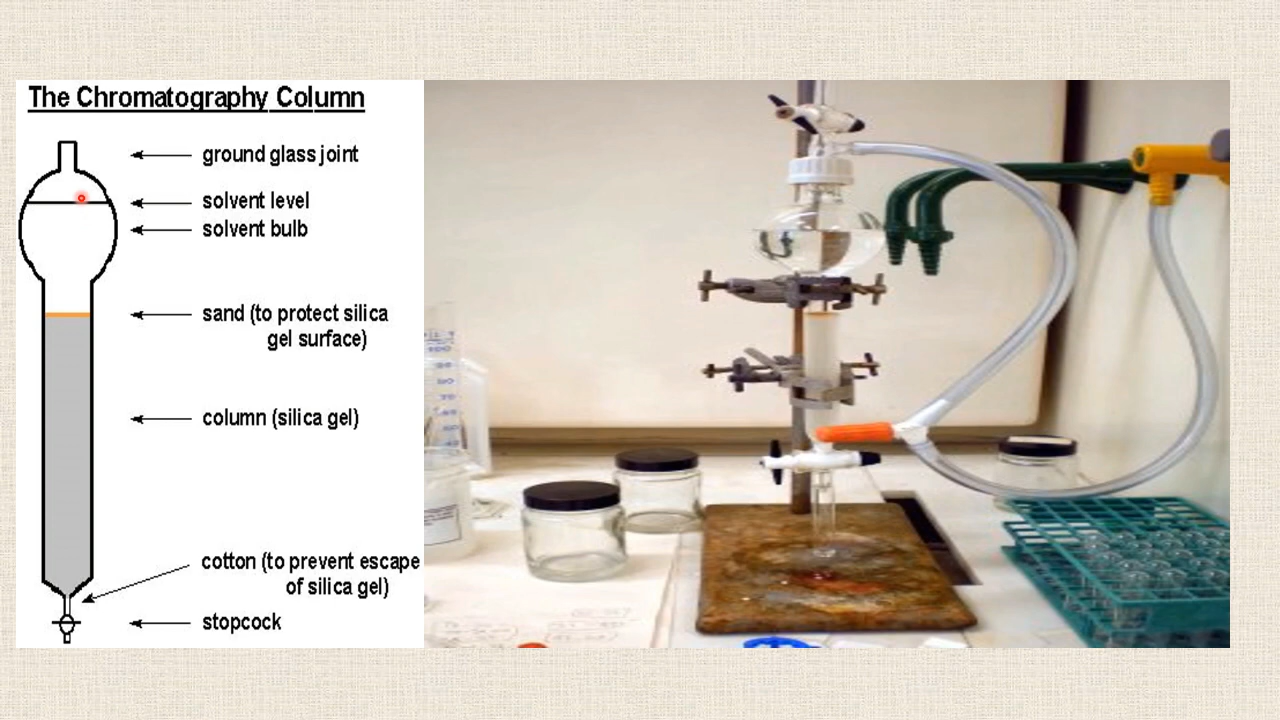 The Chromatography Column
ground glass joint
solvent level
solvent bulb
sand (to protect silica
gel surface)
column (silica gel)
cotton (to prevent escape
of silica gel)
stopcock